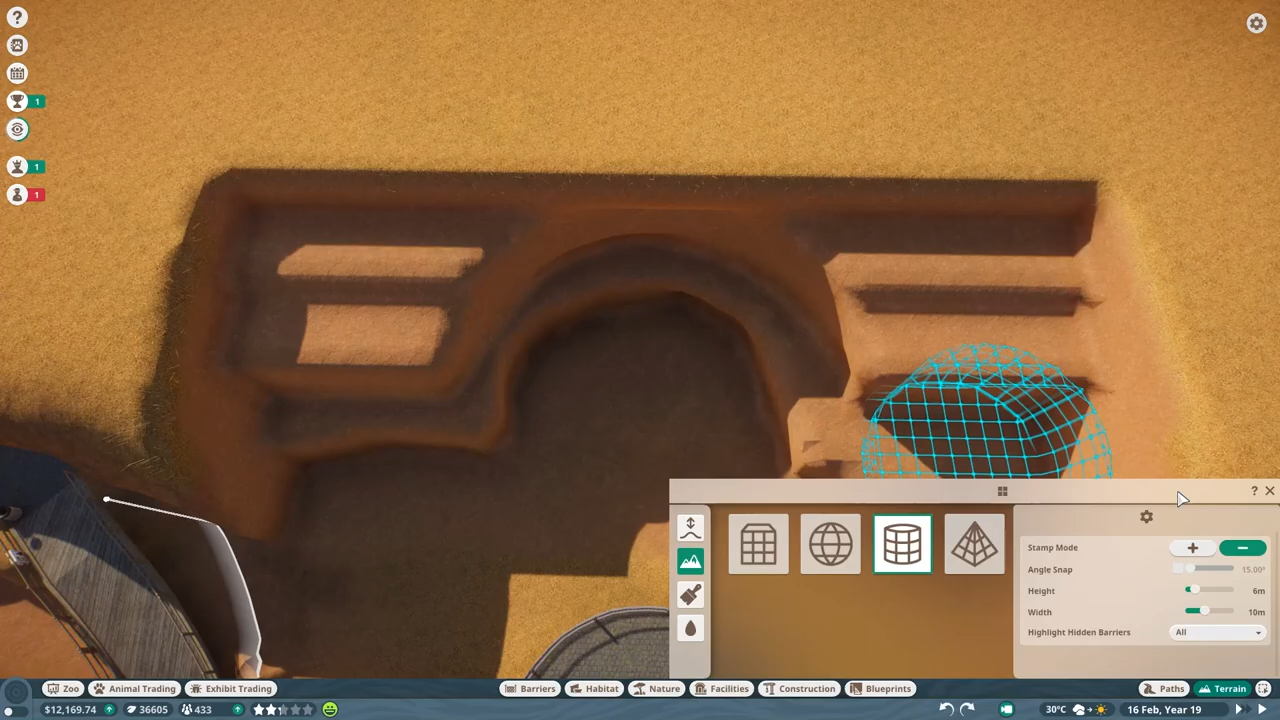 ?
1
1
1
? ×
Stamp Mode + −
Angle Snap 15.00°
Height 6m
Width 10m
Highlight Hidden Barriers All
Zoo Animal Trading Exhibit Trading Barriers Habitat Nature Facilities Construction Blueprints Paths Terrain
$12,169.74 36605 433 30°C 16 Feb, Year 19